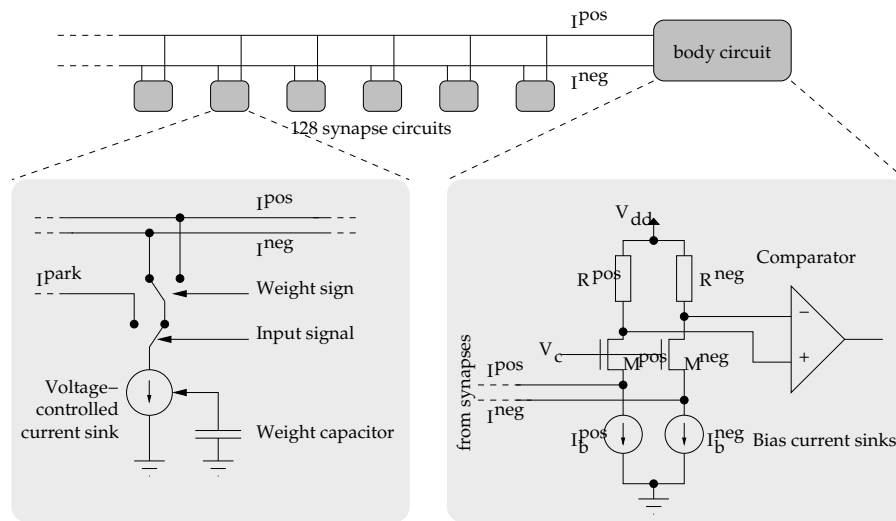 I^pos
body circuit
I^neg
128 synapse circuits
I^pos
I^neg
I^park
Weight sign
Input signal
Voltage–
controlled
current sink
Weight capacitor
V_dd
R^pos
R^neg
Comparator
−
+
V_c
M^pos
M^neg
I^pos
I^neg
from synapses
I_b^pos
I_b^neg
Bias current sinks